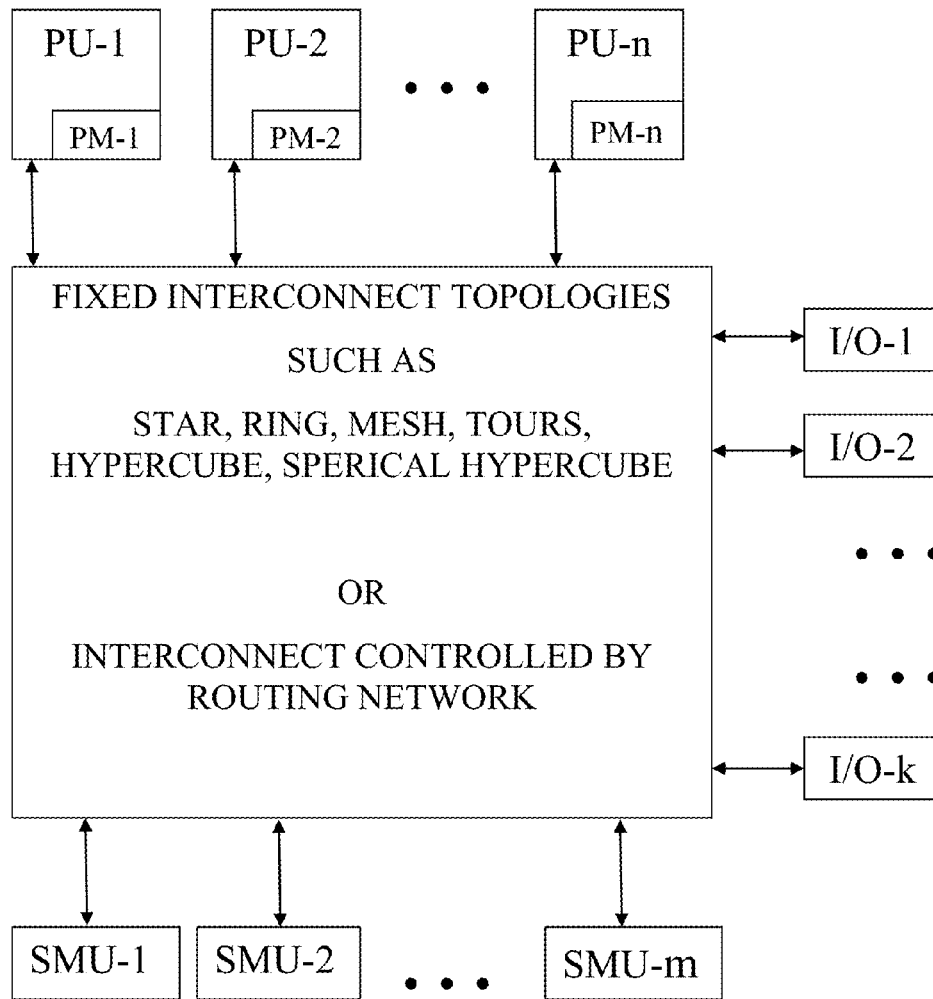 PU-1
PU-2
PU-n
PM-1
PM-2
PM-n
FIXED INTERCONNECT TOPOLOGIES
SUCH AS
STAR, RING, MESH, TOURS,
HYPERCUBE, SPERICAL HYPERCUBE
OR
INTERCONNECT CONTROLLED BY
ROUTING NETWORK
I/O-1
I/O-2
I/O-k
SMU-1
SMU-2
SMU-m